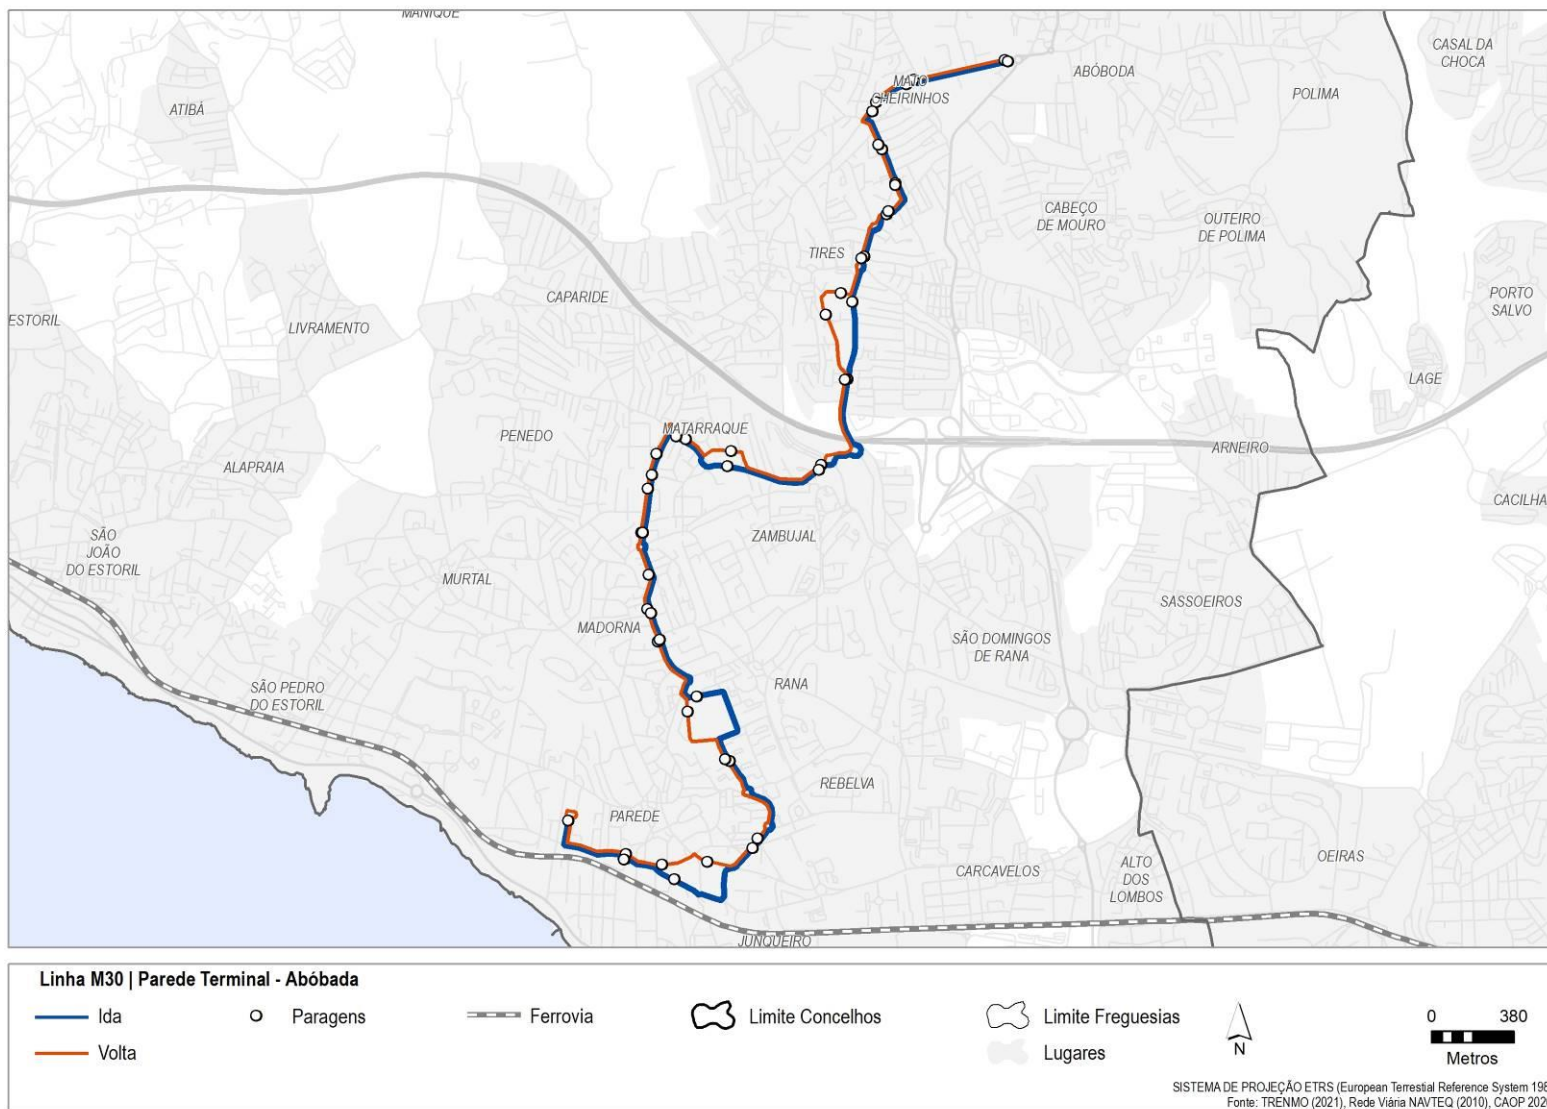 MANIQUE
CASAL DA
CHOCA
ATIBÁ
MATO
CHEIRINHOS
ABÓBODA
POLIMA
CABEÇO
DE MOURO
OUTEIRO
DE POLIMA
TIRES
CAPARIDE
ESTORIL
LIVRAMENTO
PORTO
SALVO
LAGE
PENEDO
MATARRAQUE
ARNEIRO
ALAPRAIA
CACILHA
SÃO
JOÃO
DO ESTORIL
ZAMBUJAL
MURTAL
MADORNA
SASSOEIROS
SÃO DOMINGOS
DE RANA
SÃO PEDRO
DO ESTORIL
RANA
REBELVA
PAREDE
CARCAVELOS
ALTO
DOS
LOMBOS
OEIRAS
JUNQUEIRO
Linha M30 | Parede Terminal - Abóbada
Ida
Paragens
Ferrovia
Limite Concelhos
Limite Freguesias
N
0 380
Metros
Volta
Lugares
SISTEMA DE PROJEÇÃO ETRS (European Terrestial Reference System 198
Fonte: TRENMO (2021), Rede Viária NAVTEQ (2010), CAOP 202